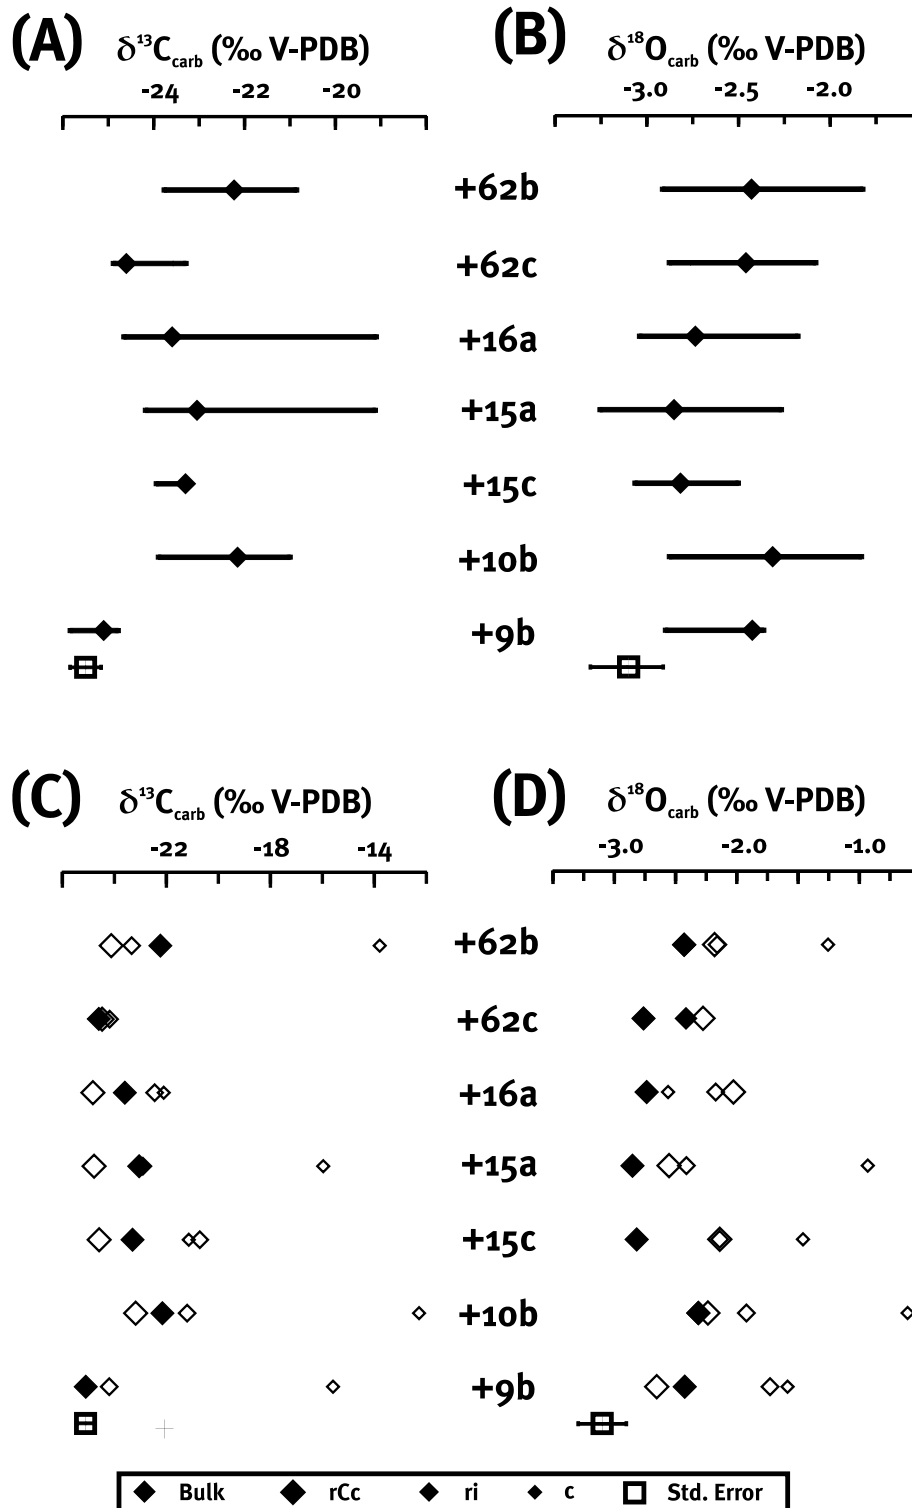 (A) δ¹³Ccarb (‰ V-PDB)
-24 -22 -20
(B) δ¹⁸Ocarb (‰ V-PDB)
-3.0 -2.5 -2.0
+62b
+62c
+16a
+15a
+15c
+10b
+9b
(C) δ¹³Ccarb (‰ V-PDB)
-22 -18 -14
(D) δ¹⁸Ocarb (‰ V-PDB)
-3.0 -2.0 -1.0
+62b
+62c
+16a
+15a
+15c
+10b
+9b
Bulk rCc ri c Std. Error